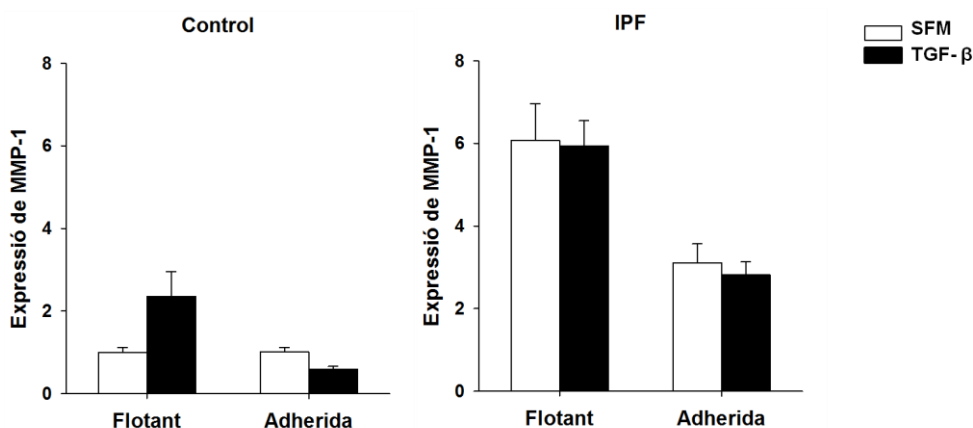 Control
Expressió de MMP-1
8
6
4
2
0
Flotant Adherida
IPF
Expressió de MMP-1
8
6
4
2
0
Flotant Adherida
SFM
TGF- β